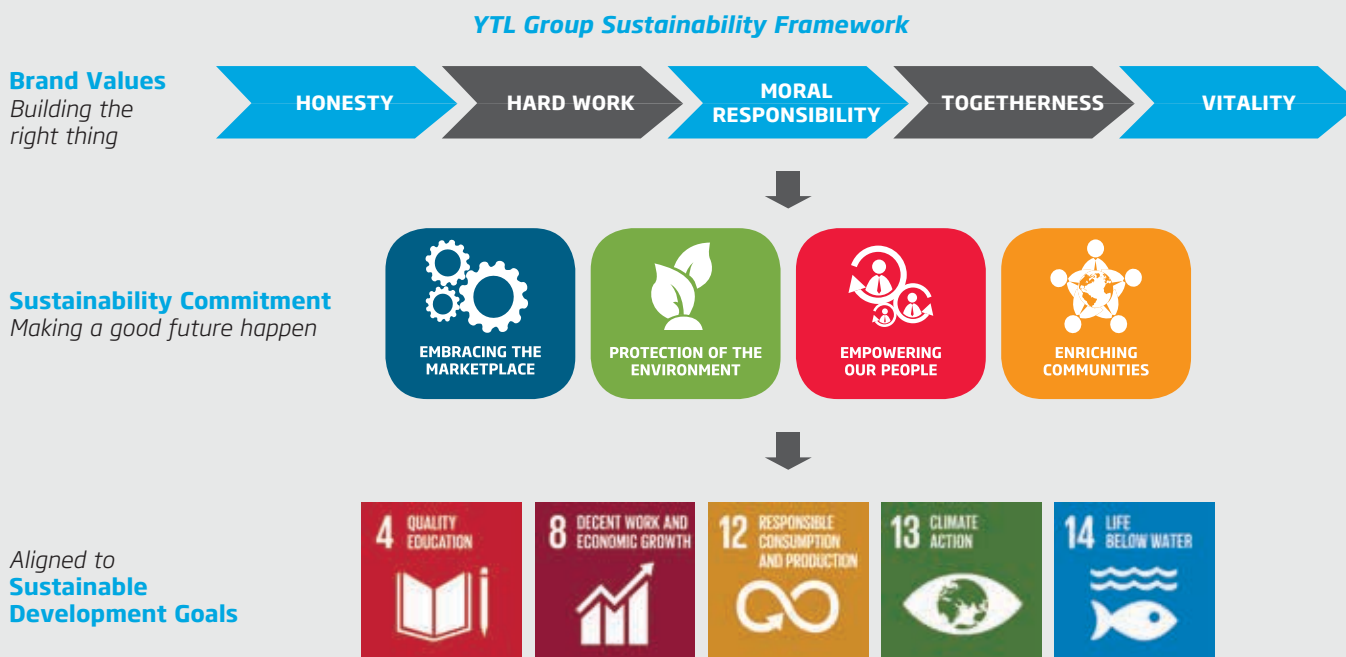 YTL Group Sustainability Framework
Brand Values
Building the
right thing
HONESTY
HARD WORK
MORAL
RESPONSIBILITY
TOGETHERNESS
VITALITY
Sustainability Commitment
Making a good future happen
EMBRACING THE
MARKETPLACE
PROTECTION OF THE
ENVIRONMENT
EMPOWERING
OUR PEOPLE
ENRICHING
COMMUNITIES
Aligned to
Sustainable
Development Goals
4 QUALITY
EDUCATION
8 DECENT WORK AND
ECONOMIC GROWTH
12 RESPONSIBLE
CONSUMPTION
AND PRODUCTION
13 CLIMATE
ACTION
14 LIFE
BELOW WATER